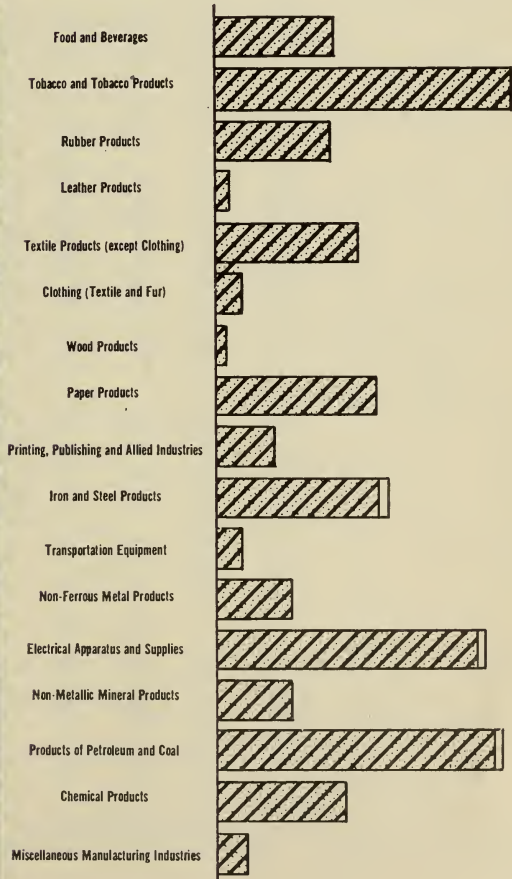 Food and Beverages
Tobacco and Tobacco Products
Rubber Products
Leather Products
Textile Products (except Clothing)
Clothing (Textile and Fur)
Wood Products
Paper Products
Printing, Publishing and Allied Industries
Iron and Steel Products
Transportation Equipment
Non-Ferrous Metal Products
Electrical Apparatus and Supplies
Non-Metallic Mineral Products
Products of Petroleum and Coal
Chemical Products
Miscellaneous Manufacturing Industries